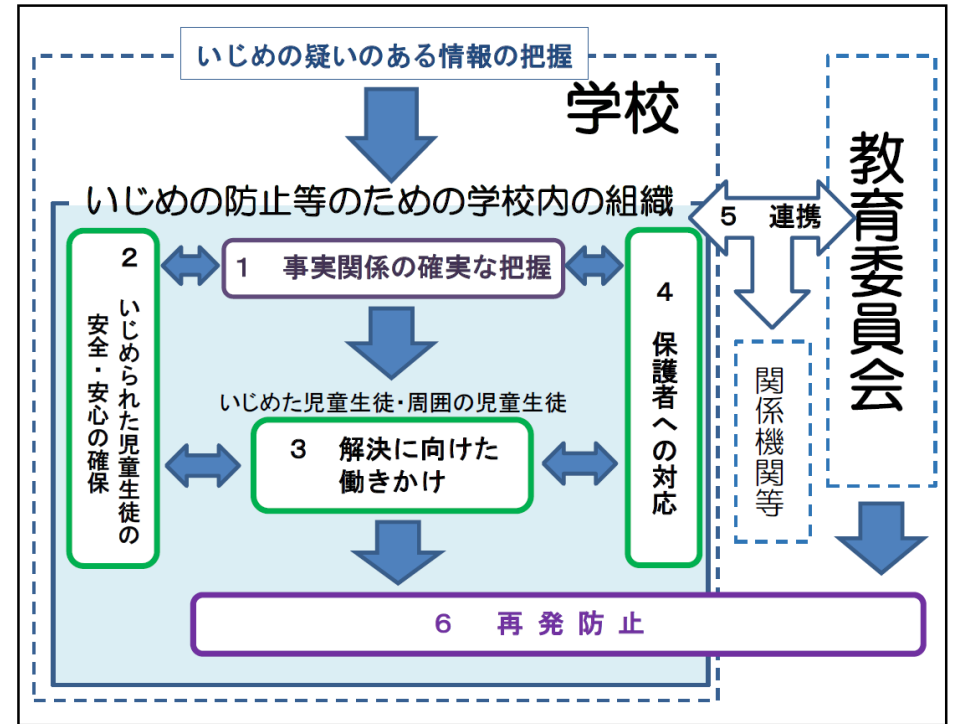 いじめの疑いのある情報の把握
学校
いじめの防止等のための学校内の組織
5 連携
教育委員会
2
いじめられた児童生徒の
安全・安心の確保
1 事実関係の確実な把握
4 保護者への対応
関係機関等
いじめた児童生徒・周囲の児童生徒
3 解決に向けた
働きかけ
6 再発防止